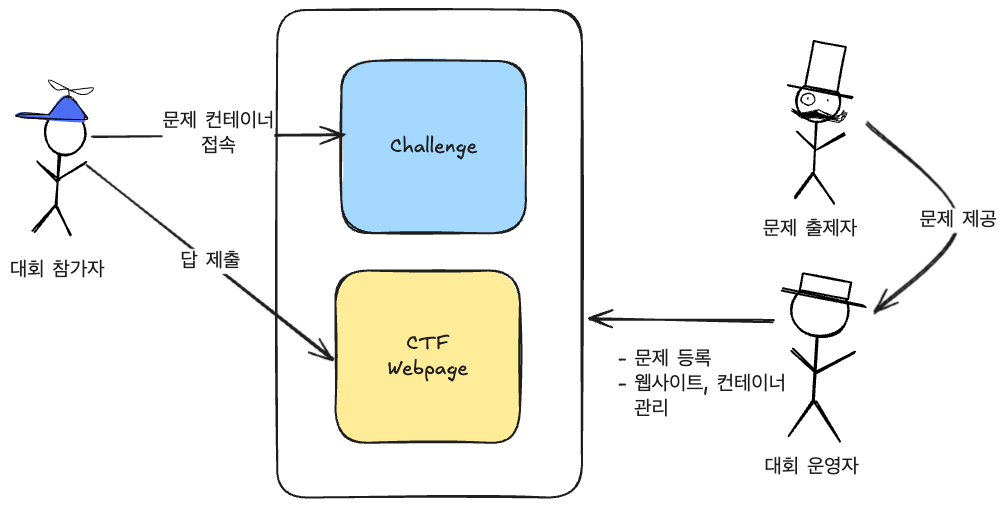 문제 컨테이너
접속
Challenge
대회 참가자
답 제출
CTF
Webpage
문제 출제자
문제 제공
- 문제 등록
- 웹사이트, 컨테이너
관리
대회 운영자